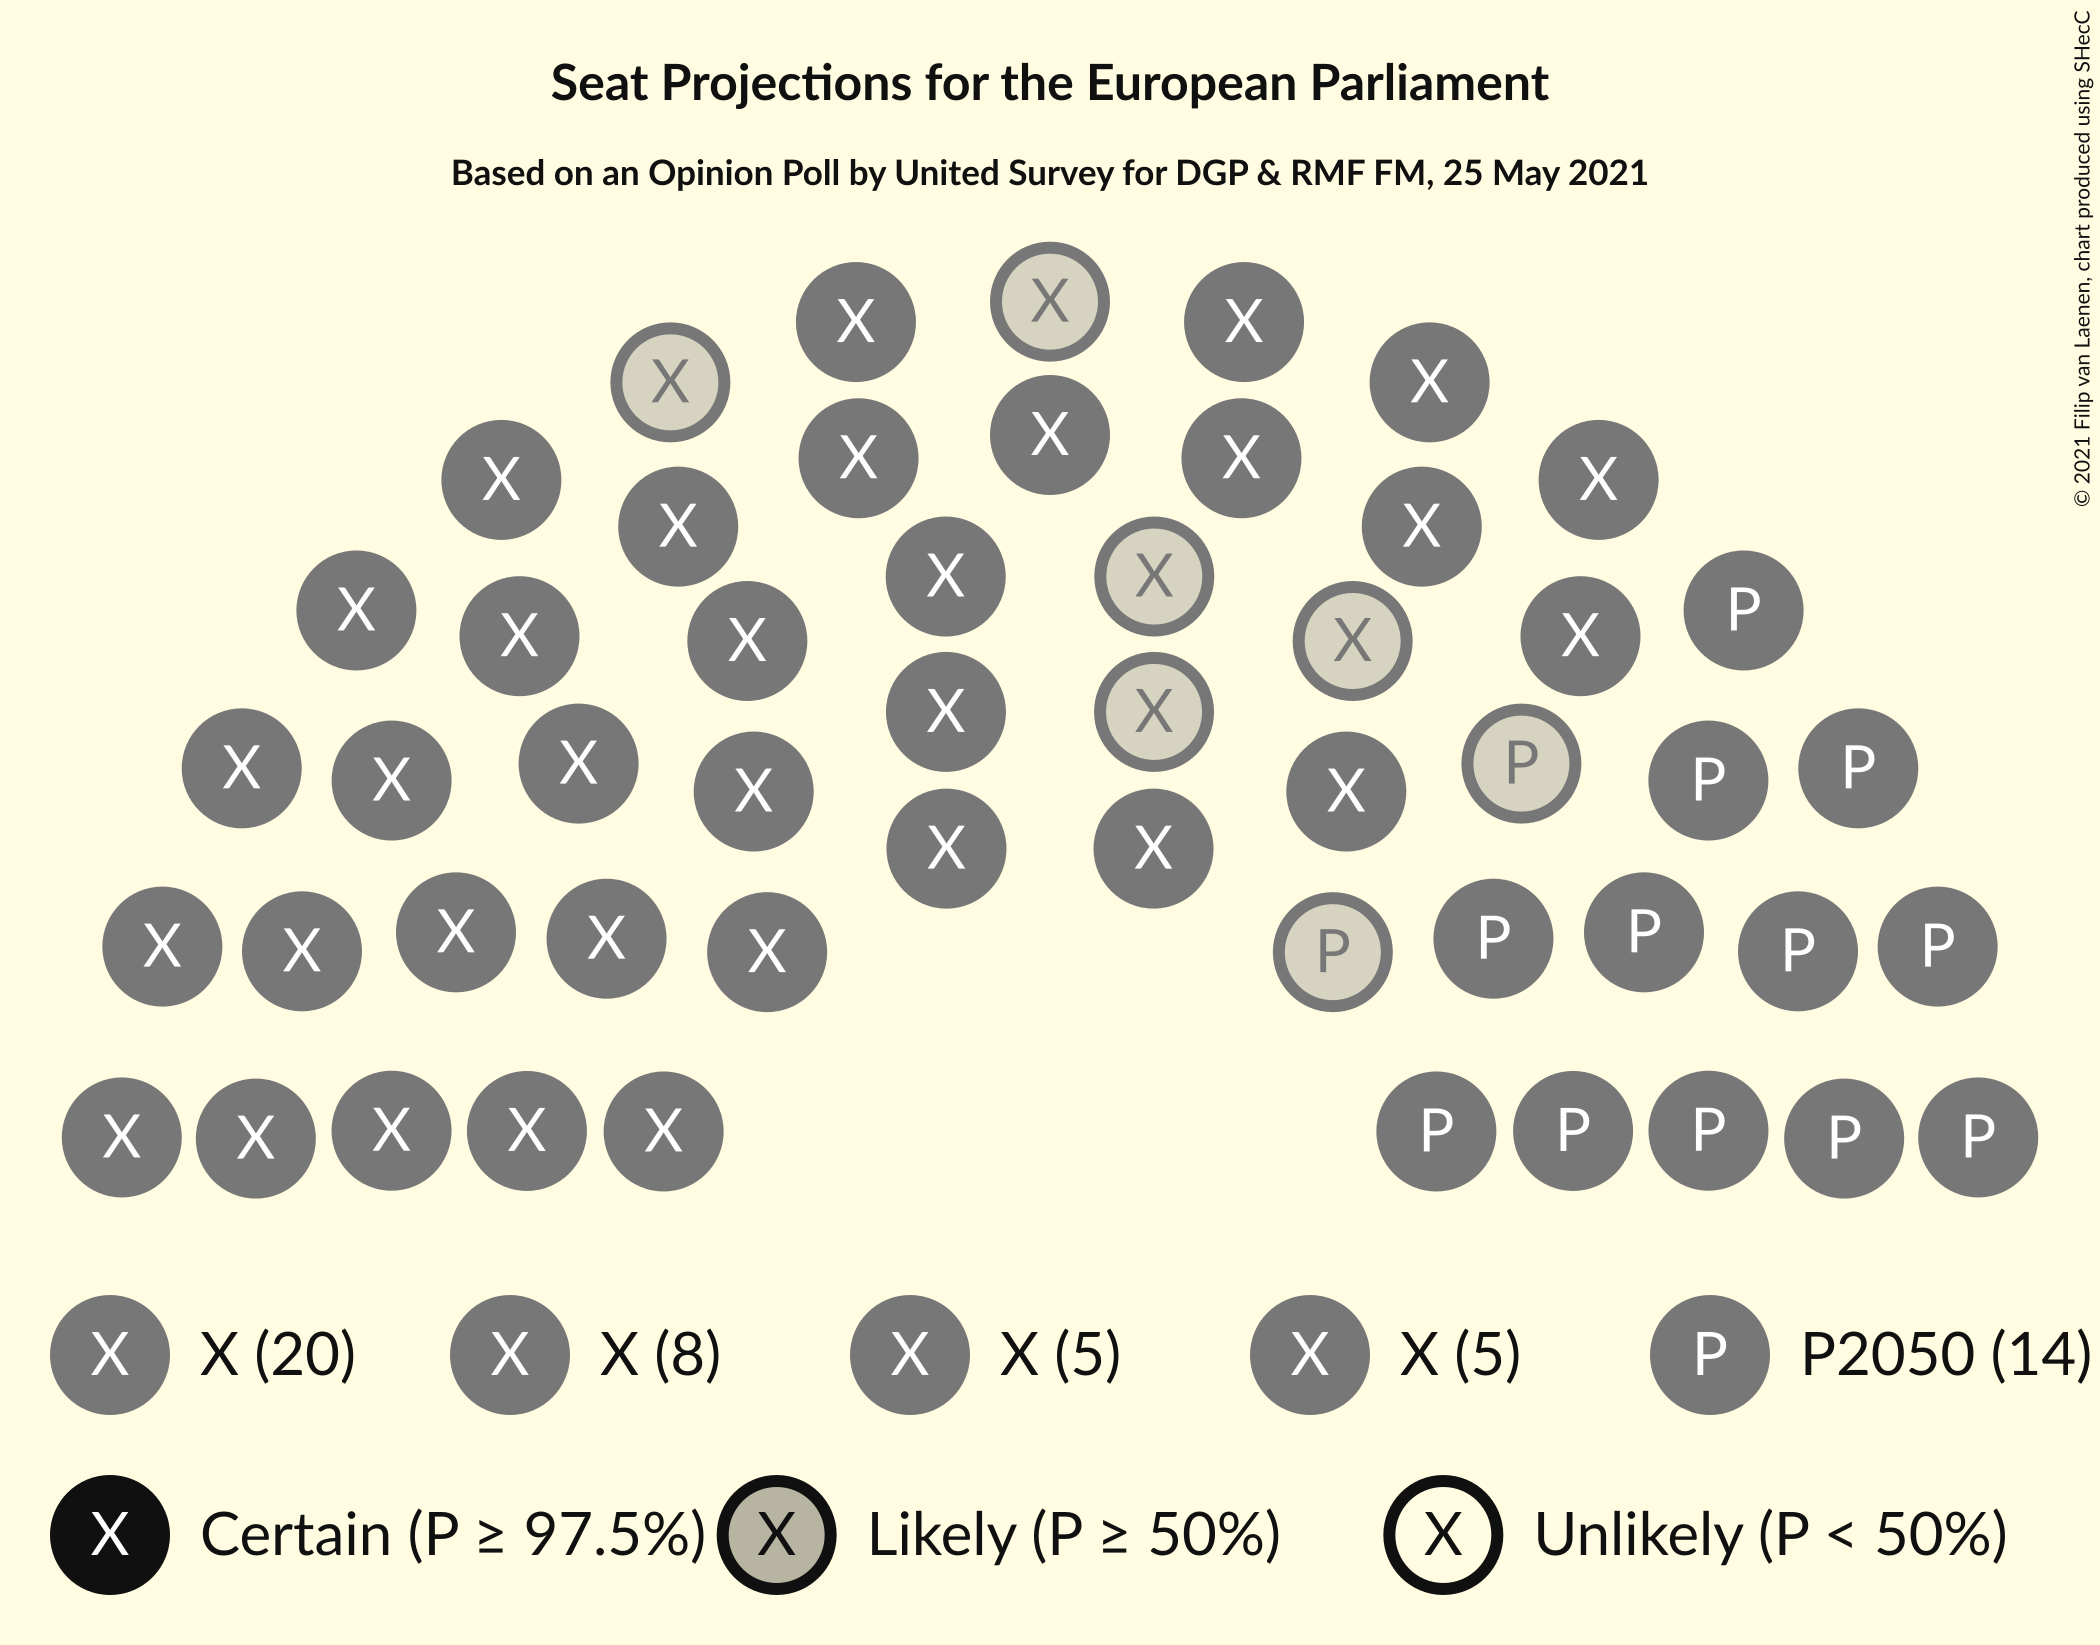 Seat Projections for the European Parliament
Based on an Opinion Poll by United Survey for DGP & RMF FM, 25 May 2021
© 2021 Filip van Laenen, chart produced using SHecC
X
X X
X X
X
X X
X X
X X
X X
X X
X P
X X
X X
X X
X P
X X
X P
X P
X X
X P
X X
X P
X P
X P
X P
X P
X P
X P
X P
X P
X X (20) X X (8) X X (5) X X (5) P P2050 (14)
X Certain (P ≥ 97.5%) X Likely (P ≥ 50%) X Unlikely (P < 50%)